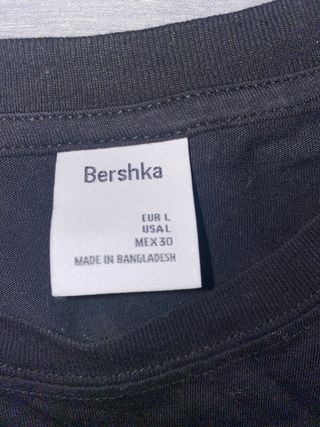 Bershka
EUR L
USA L
MEX 30
MADE IN BANGLADESH